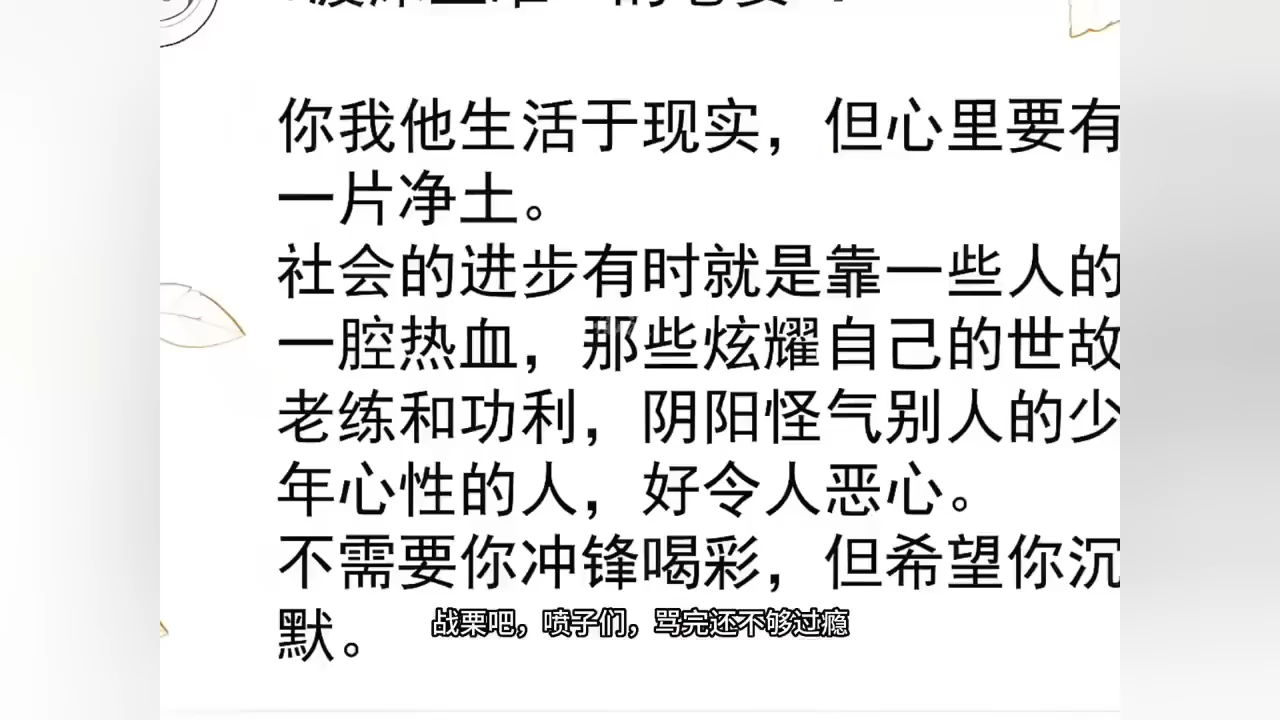 你我他生活于现实，但心里要有
一片净土。
社会的进步有时就是靠一些人的
一腔热血，那些炫耀自己的世故
老练和功利，阴阳怪气别人的少
年心性的人，好令人恶心。
不需要你冲锋喝彩，但希望你沉
默。
战栗吧，喷子们，骂完还不够过瘾